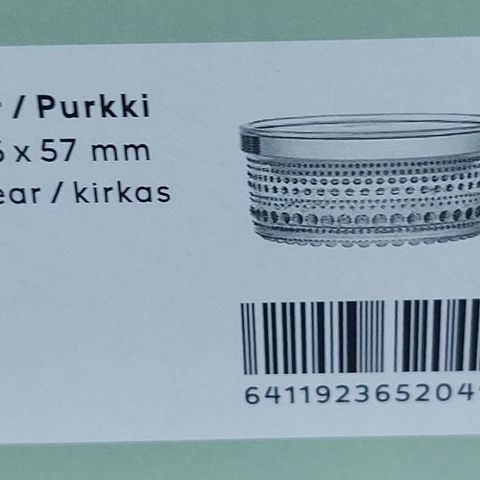 / Purkki
x 57 mm
ear / kirkas
641192365204